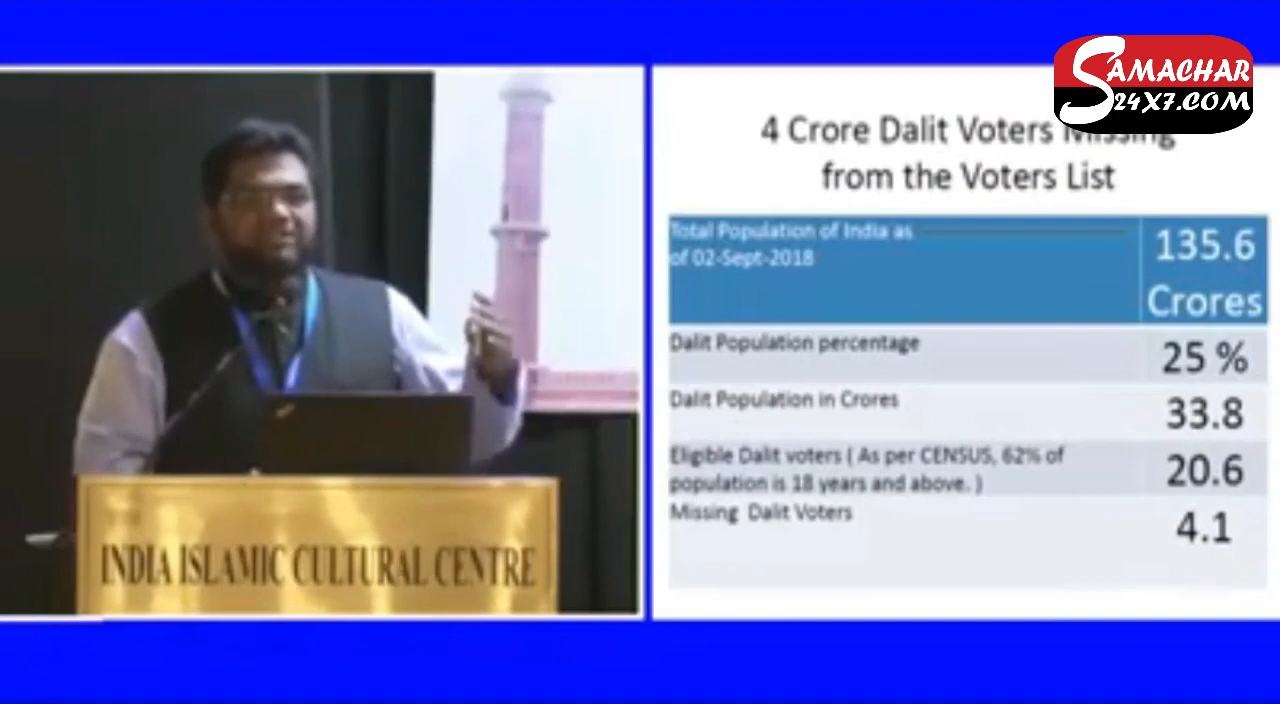 SAMACHAR
24X7.COM
4 Crore Dalit Voters Missing
from the Voters List
Total Population of India as
of 02-Sept-2018
135.6
Crores
Dalit Population percentage
25 %
Dalit Population in Crores
33.8
Eligible Dalit voters ( As per CENSUS, 62% of
population is 18 years and above. )
20.6
Missing Dalit Voters
4.1
INDIA ISLAMIC CULTURAL CENTRE